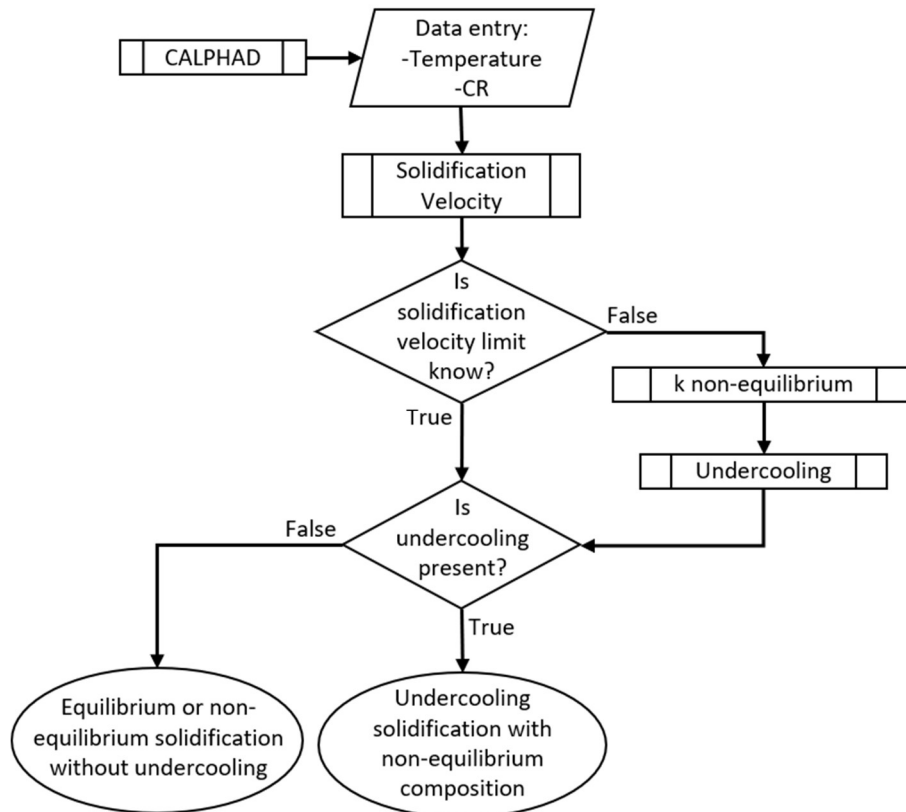 Data entry:
CALPHAD
-Temperature
-CR
Solidification
Velocity
Is
solidification
velocity limit
know?
False
True
k non-equilibrium
Undercooling
Is
undercooling
present?
False
True
Equilibrium or non-
equilibrium solidification
without undercooling
Undercooling
solidification with
non-equilibrium
composition